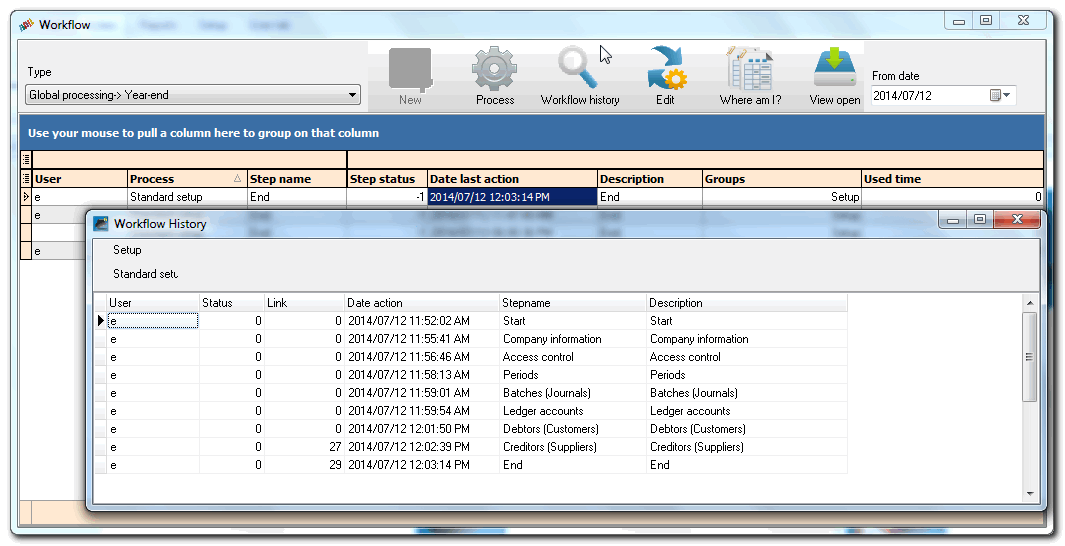 Workflow
Type
Global processing-> Year-end
New
Process
Workflow history
Edit
Where am I?
View open
From date
2014/07/12
Use your mouse to pull a column here to group on that column
User Process Step name Step status Date last action Description Groups Used time
e Standard setup End -1 2014/07/12 12:03:14 PM End Setup 0
e
e
Workflow History
Setup
Standard setu
User Status Link Date action Stepname Description
e 0 0 2014/07/12 11:52:02 AM Start Start
e 0 0 2014/07/12 11:55:41 AM Company information Company information
e 0 0 2014/07/12 11:56:46 AM Access control Access control
e 0 0 2014/07/12 11:58:13 AM Periods Periods
e 0 0 2014/07/12 11:59:01 AM Batches (Journals) Batches (Journals)
e 0 0 2014/07/12 11:59:54 AM Ledger accounts Ledger accounts
e 0 0 2014/07/12 12:01:50 PM Debtors (Customers) Debtors (Customers)
e 0 27 2014/07/12 12:02:39 PM Creditors (Suppliers) Creditors (Suppliers)
e 0 29 2014/07/12 12:03:14 PM End End